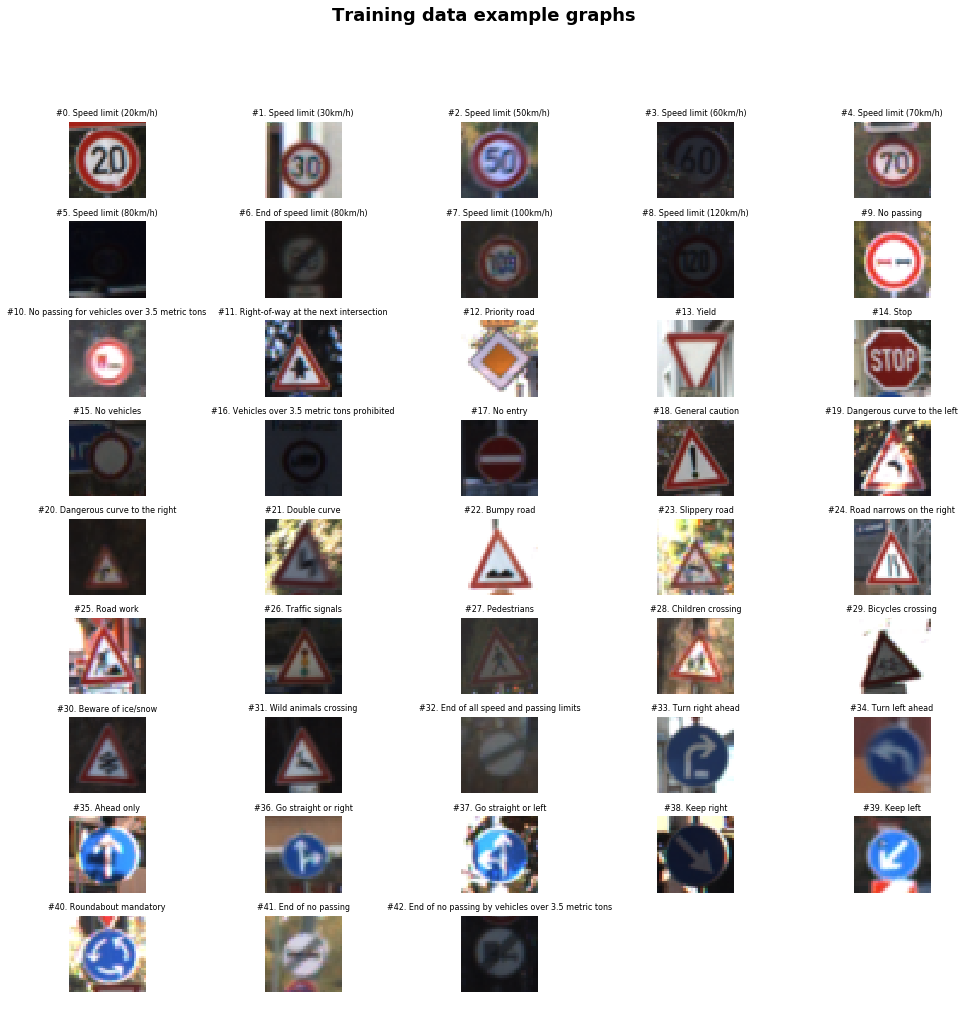 Training data example graphs
#0. Speed limit (20km/h)
#1. Speed limit (30km/h)
#2. Speed limit (50km/h)
#3. Speed limit (60km/h)
#4. Speed limit (70km/h)
20
30
50
60
70
#5. Speed limit (80km/h)
#6. End of speed limit (80km/h)
#7. Speed limit (100km/h)
#8. Speed limit (120km/h)
#9. No passing
100
120
#10. No passing for vehicles over 3.5 metric tons
#11. Right-of-way at the next intersection
#12. Priority road
#13. Yield
#14. Stop
STOP
#15. No vehicles
#16. Vehicles over 3.5 metric tons prohibited
#17. No entry
#18. General caution
#19. Dangerous curve to the left
#20. Dangerous curve to the right
#21. Double curve
#22. Bumpy road
#23. Slippery road
#24. Road narrows on the right
#25. Road work
#26. Traffic signals
#27. Pedestrians
#28. Children crossing
#29. Bicycles crossing
#30. Beware of ice/snow
#31. Wild animals crossing
#32. End of all speed and passing limits
#33. Turn right ahead
#34. Turn left ahead
#35. Ahead only
#36. Go straight or right
#37. Go straight or left
#38. Keep right
#39. Keep left
#40. Roundabout mandatory
#41. End of no passing
#42. End of no passing by vehicles over 3.5 metric tons